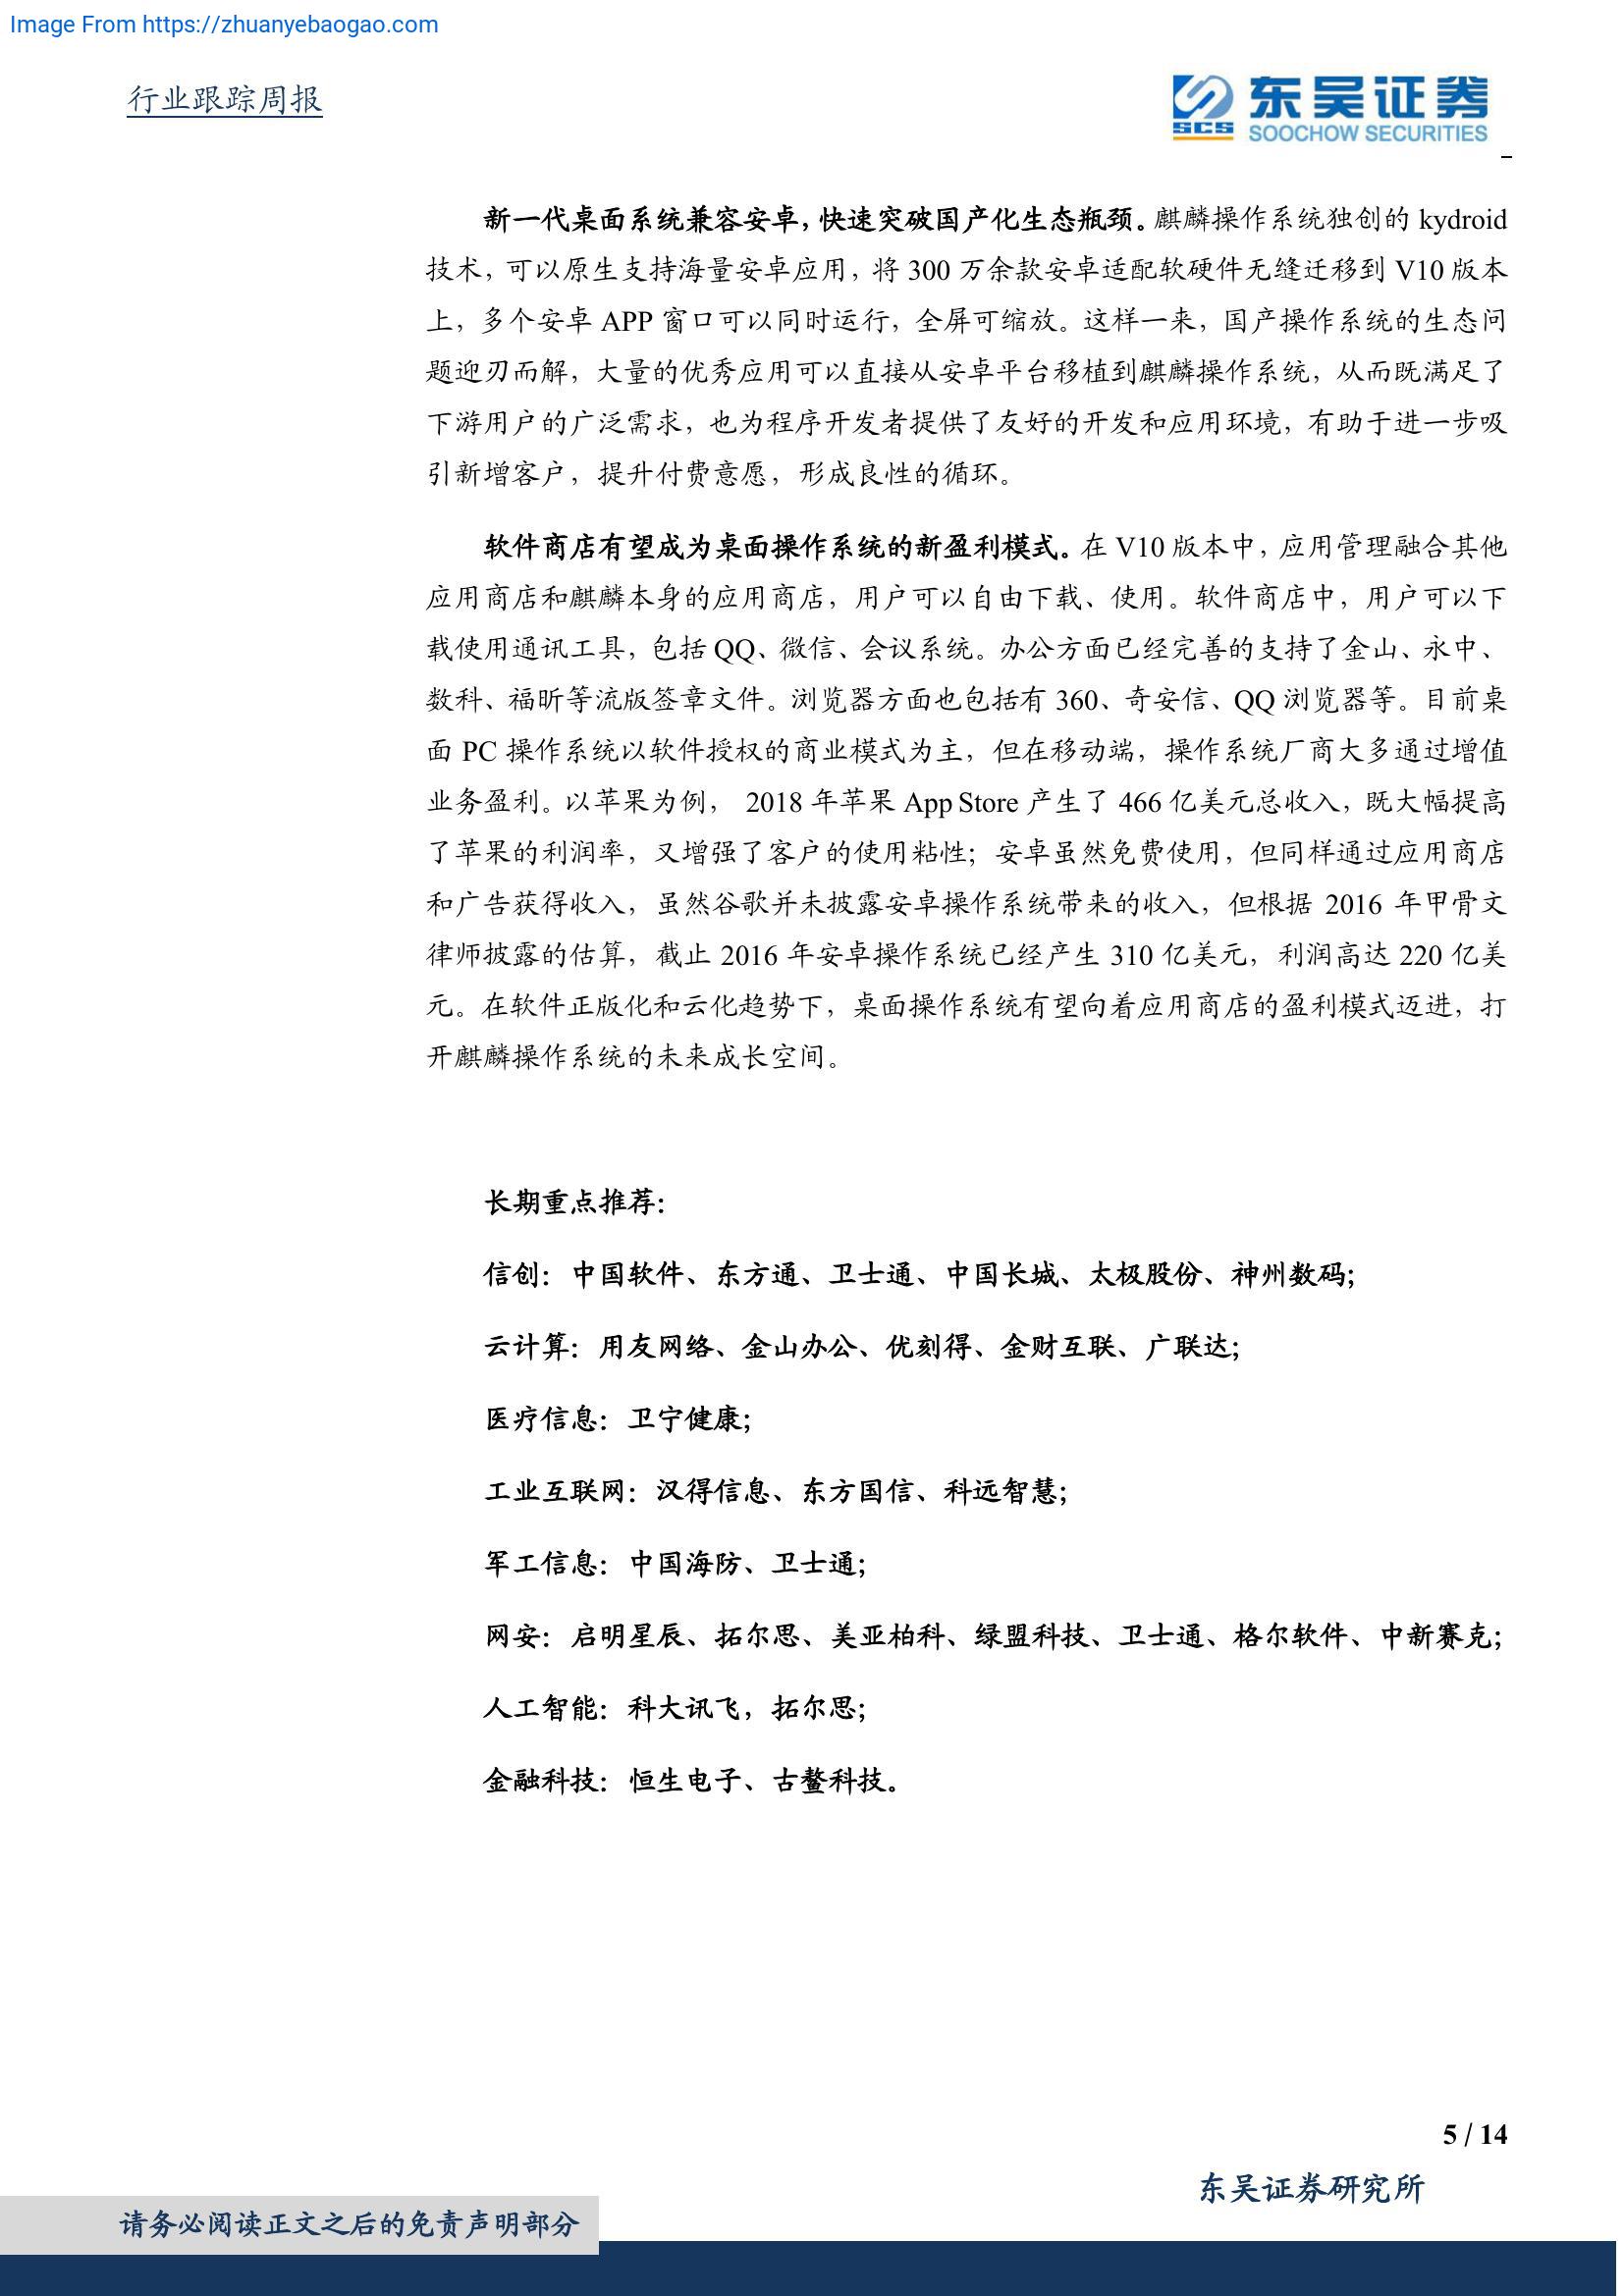 Image From https://zhuanyebaogao.com
行业跟踪周报
SCS 东吴证券
SOOCHOW SECURITIES
新一代桌面系统兼容安卓，快速突破国产化生态瓶颈。麒麟操作系统独创的 kydroid
技术，可以原生支持海量安卓应用，将 300 万余款安卓适配软硬件无缝迁移到 V10 版本
上，多个安卓 APP 窗口可以同时运行，全屏可缩放。这样一来，国产操作系统的生态问
题迎刃而解，大量的优秀应用可以直接从安卓平台移植到麒麟操作系统，从而既满足了
下游用户的广泛需求，也为程序开发者提供了友好的开发和应用环境，有助于进一步吸
引新增客户，提升付费意愿，形成良性的循环。
软件商店有望成为桌面操作系统的新盈利模式。在 V10 版本中，应用管理融合其他
应用商店和麒麟本身的应用商店，用户可以自由下载、使用。软件商店中，用户可以下
载使用通讯工具，包括 QQ、微信、会议系统。办公方面已经完善的支持了金山、永中、
数科、福昕等流版签章文件。浏览器方面也包括有 360、奇安信、QQ 浏览器等。目前桌
面 PC 操作系统以软件授权的商业模式为主，但在移动端，操作系统厂商大多通过增值
业务盈利。以苹果为例， 2018 年苹果 App Store 产生了 466 亿美元总收入，既大幅提高
了苹果的利润率，又增强了客户的使用粘性；安卓虽然免费使用，但同样通过应用商店
和广告获得收入，虽然谷歌并未披露安卓操作系统带来的收入，但根据 2016 年甲骨文
律师披露的估算，截止 2016 年安卓操作系统已经产生 310 亿美元，利润高达 220 亿美
元。在软件正版化和云化趋势下，桌面操作系统有望向着应用商店的盈利模式迈进，打
开麒麟操作系统的未来成长空间。
长期重点推荐：
信创：中国软件、东方通、卫士通、中国长城、太极股份、神州数码；
云计算：用友网络、金山办公、优刻得、金财互联、广联达；
医疗信息：卫宁健康；
工业互联网：汉得信息、东方国信、科远智慧；
军工信息：中国海防、卫士通；
网安：启明星辰、拓尔思、美亚柏科、绿盟科技、卫士通、格尔软件、中新赛克；
人工智能：科大讯飞，拓尔思；
金融科技：恒生电子、古鳌科技。
5 / 14
东吴证券研究所
请务必阅读正文之后的免责声明部分